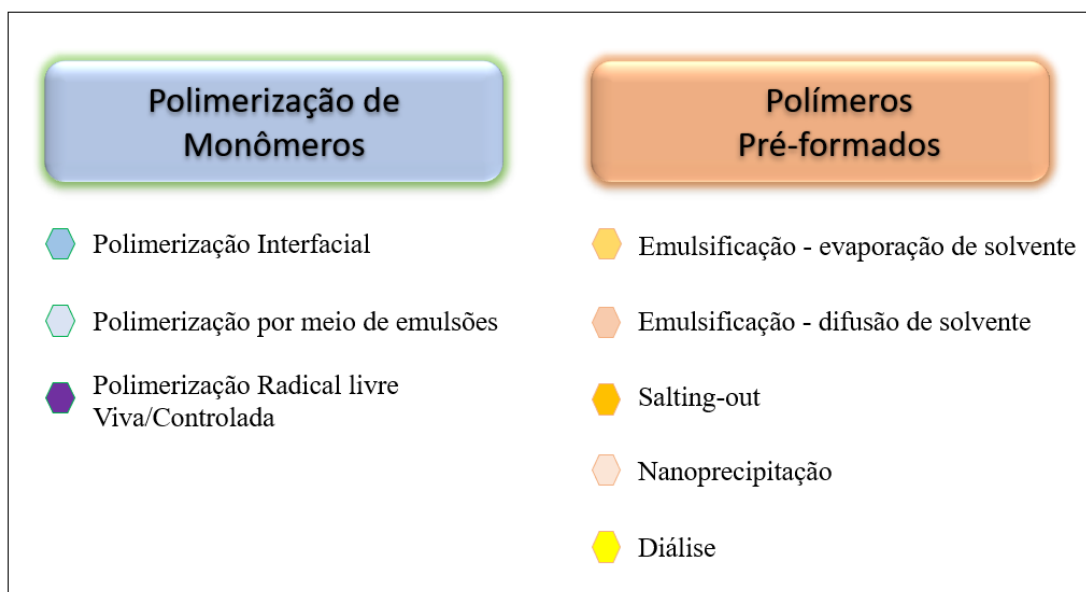 Polimerização de
Monômeros
Polimerização Interfacial
Polimerização por meio de emulsões
Polimerização Radical livre
Viva/Controlada
Polímeros
Pré-formados
Emulsificação - evaporação de solvente
Emulsificação - difusão de solvente
Salting-out
Nanoprecipitação
Diálise